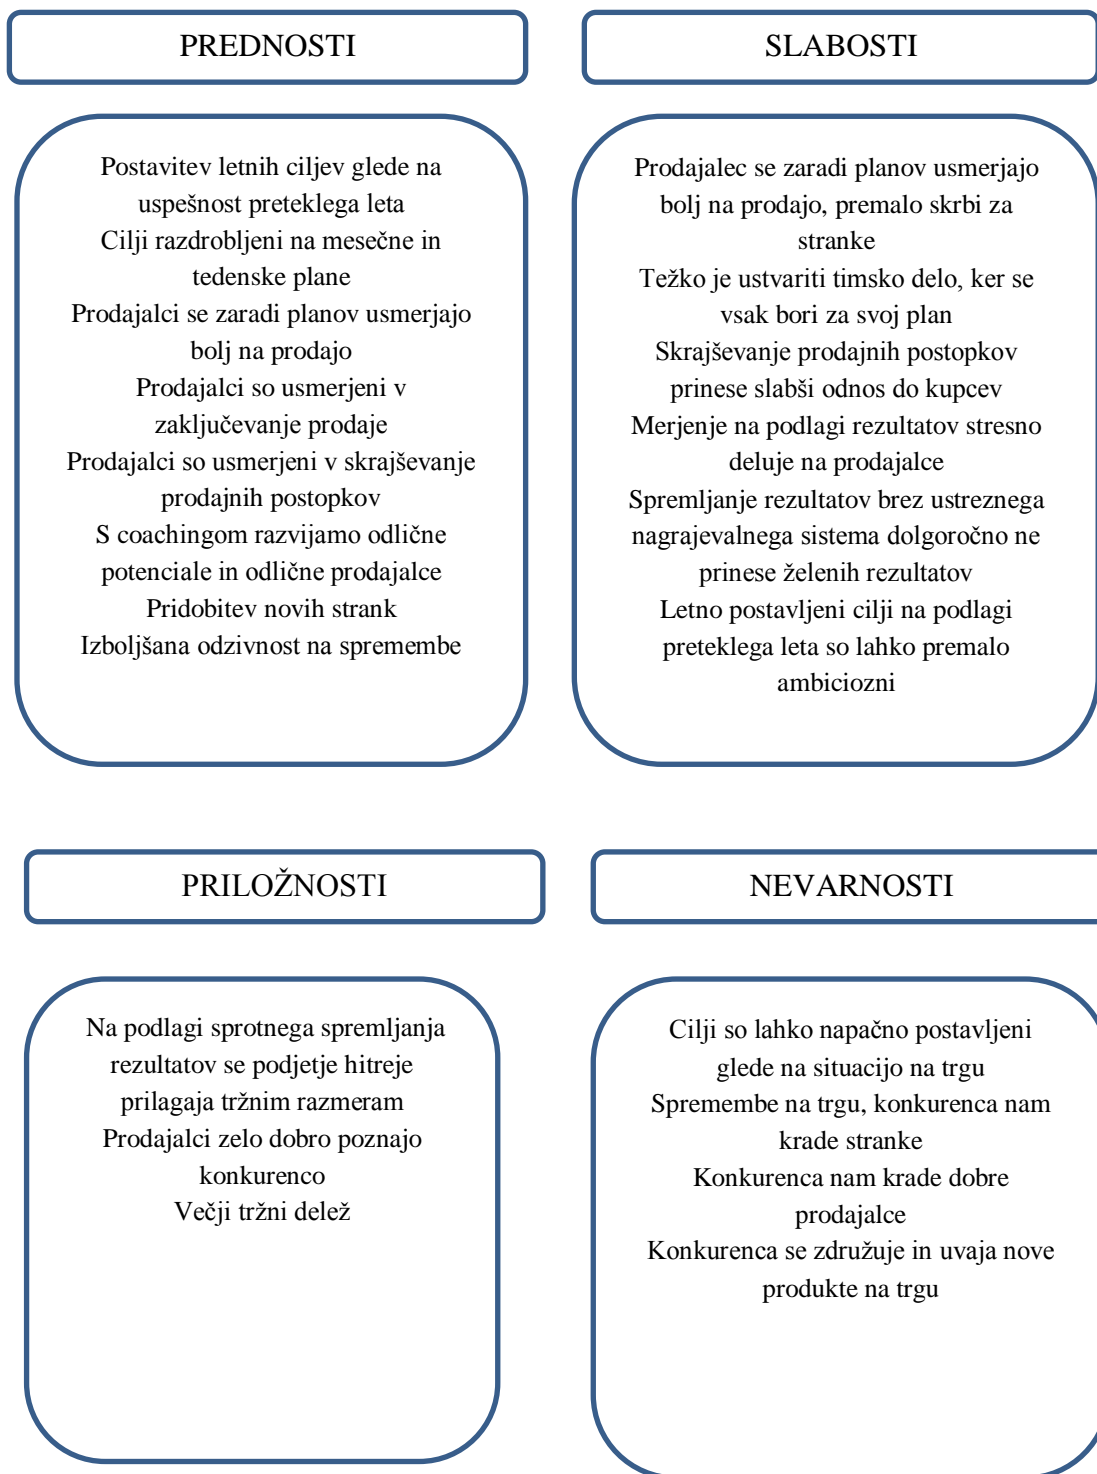 PREDNOSTI
Postavitev letnih ciljev glede na
uspešnost preteklega leta
Cilji razdrobljeni na mesečne in
tedenske plane
Prodajalci se zaradi planov usmerjajo
bolj na prodajo
Prodajalci so usmerjeni v
zaključevanje prodaje
Prodajalci so usmerjeni v skrajševanje
prodajnih postopkov
S coachingom razvijamo odlične
potenciale in odlične prodajalce
Pridobitev novih strank
Izboljšana odzivnost na spremembe
SLABOSTI
Prodajalec se zaradi planov usmerjajo
bolj na prodajo, premalo skrbi za
stranke
Težko je ustvariti timsko delo, ker se
vsak bori za svoj plan
Skrajševanje prodajnih postopkov
prinese slabši odnos do kupcev
Merjenje na podlagi rezultatov stresno
deluje na prodajalce
Spremljanje rezultatov brez ustreznega
nagrajevalnega sistema dolgoročno ne
prinese želenih rezultatov
Letno postavljeni cilji na podlagi
preteklega leta so lahko premalo
ambiciozni
PRILOŽNOSTI
Na podlagi sprotnega spremljanja
rezultatov se podjetje hitreje
prilagaja tržnim razmeram
Prodajalci zelo dobro poznajo
konkurenco
Večji tržni delež
NEVARNOSTI
Cilji so lahko napačno postavljeni
glede na situacijo na trgu
Spremembe na trgu, konkurenca nam
krade stranke
Konkurenca nam krade dobre
prodajalce
Konkurenca se združuje in uvaja nove
produkte na trgu